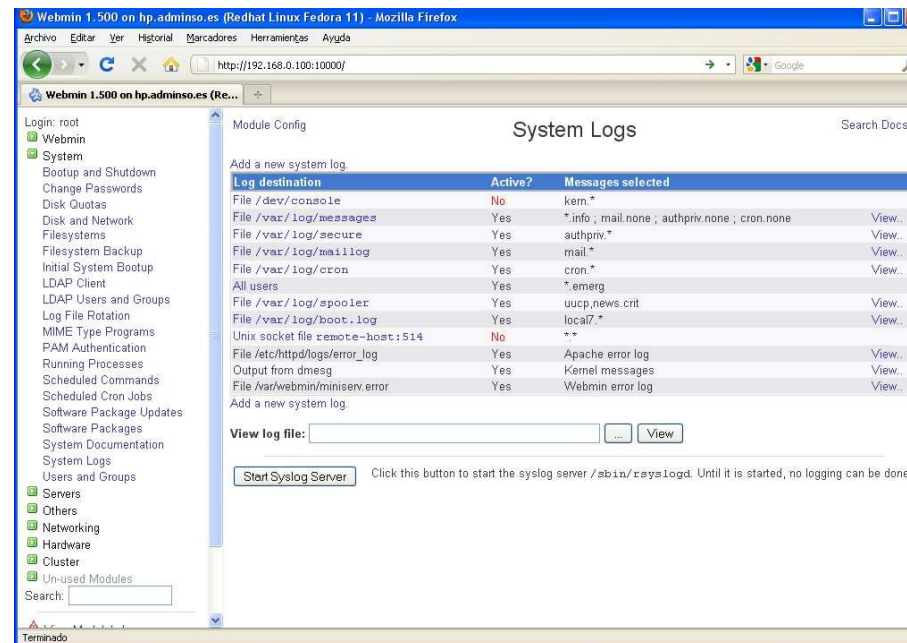 Webmin 1.500 on hp.adminso.es (Redhat Linux Fedora 11) - Mozilla Firefox
Archivo Editar Ver Historial Marcadores Herramientas Ayuda
http://192.168.0.100:10000/ Google
Webmin 1.500 on hp.adminso.es (Re...
Login: root
Webmin
System
Bootup and Shutdown
Change Passwords
Disk Quotas
Disk and Network
Filesystems
Filesystem Backup
Initial System Bootup
LDAP Client
LDAP Users and Groups
Log File Rotation
MIME Type Programs
PAM Authentication
Running Processes
Scheduled Commands
Scheduled Cron Jobs
Software Package Updates
Software Packages
System Documentation
System Logs
Users and Groups
Servers
Others
Networking
Hardware
Cluster
Un-used Modules
Search:
Module Config System Logs Search Docs
Add a new system log.
Log destination Active? Messages selected
File /dev/console No kern.*
File /var/log/messages Yes *.info ; mail.none ; authpriv.none ; cron.none View..
File /var/log/secure Yes authpriv.* View..
File /var/log/maillog Yes mail.* View..
File /var/log/cron Yes cron.* View..
All users Yes *.emerg
File /var/log/spooler Yes uucp,news.crit View..
File /var/log/boot.log Yes local7.* View..
Unix socket file remote-host:514 No *.*
File /etc/httpd/logs/error_log Yes Apache error log View..
Output from dmesg Yes Kernel messages View..
File /var/webmin/miniserv.error Yes Webmin error log View..
Add a new system log.
View log file: ... View
Start Syslog Server Click this button to start the syslog server /sbin/rsyslogd. Until it is started, no logging can be done
Terminado